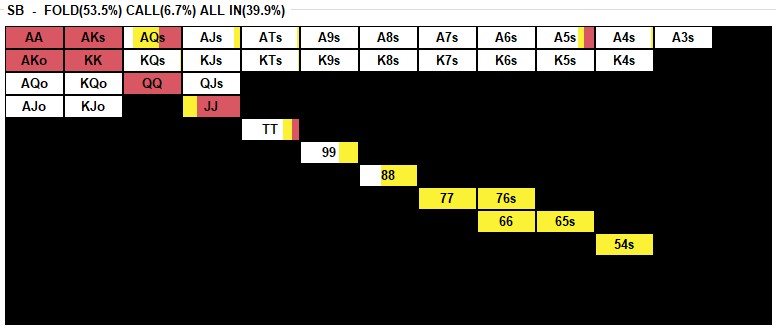 SB - FOLD(53.5%) CALL(6.7%) ALL IN(39.9%)
AA AKs AQs AJs ATs A9s A8s A7s A6s A5s A4s A3s
AKo KK KQs KJs KTs K9s K8s K7s K6s K5s K4s
AQo KQo QQ QJs
AJo KJo JJ
TT
99
88
77 76s
66 65s
54s